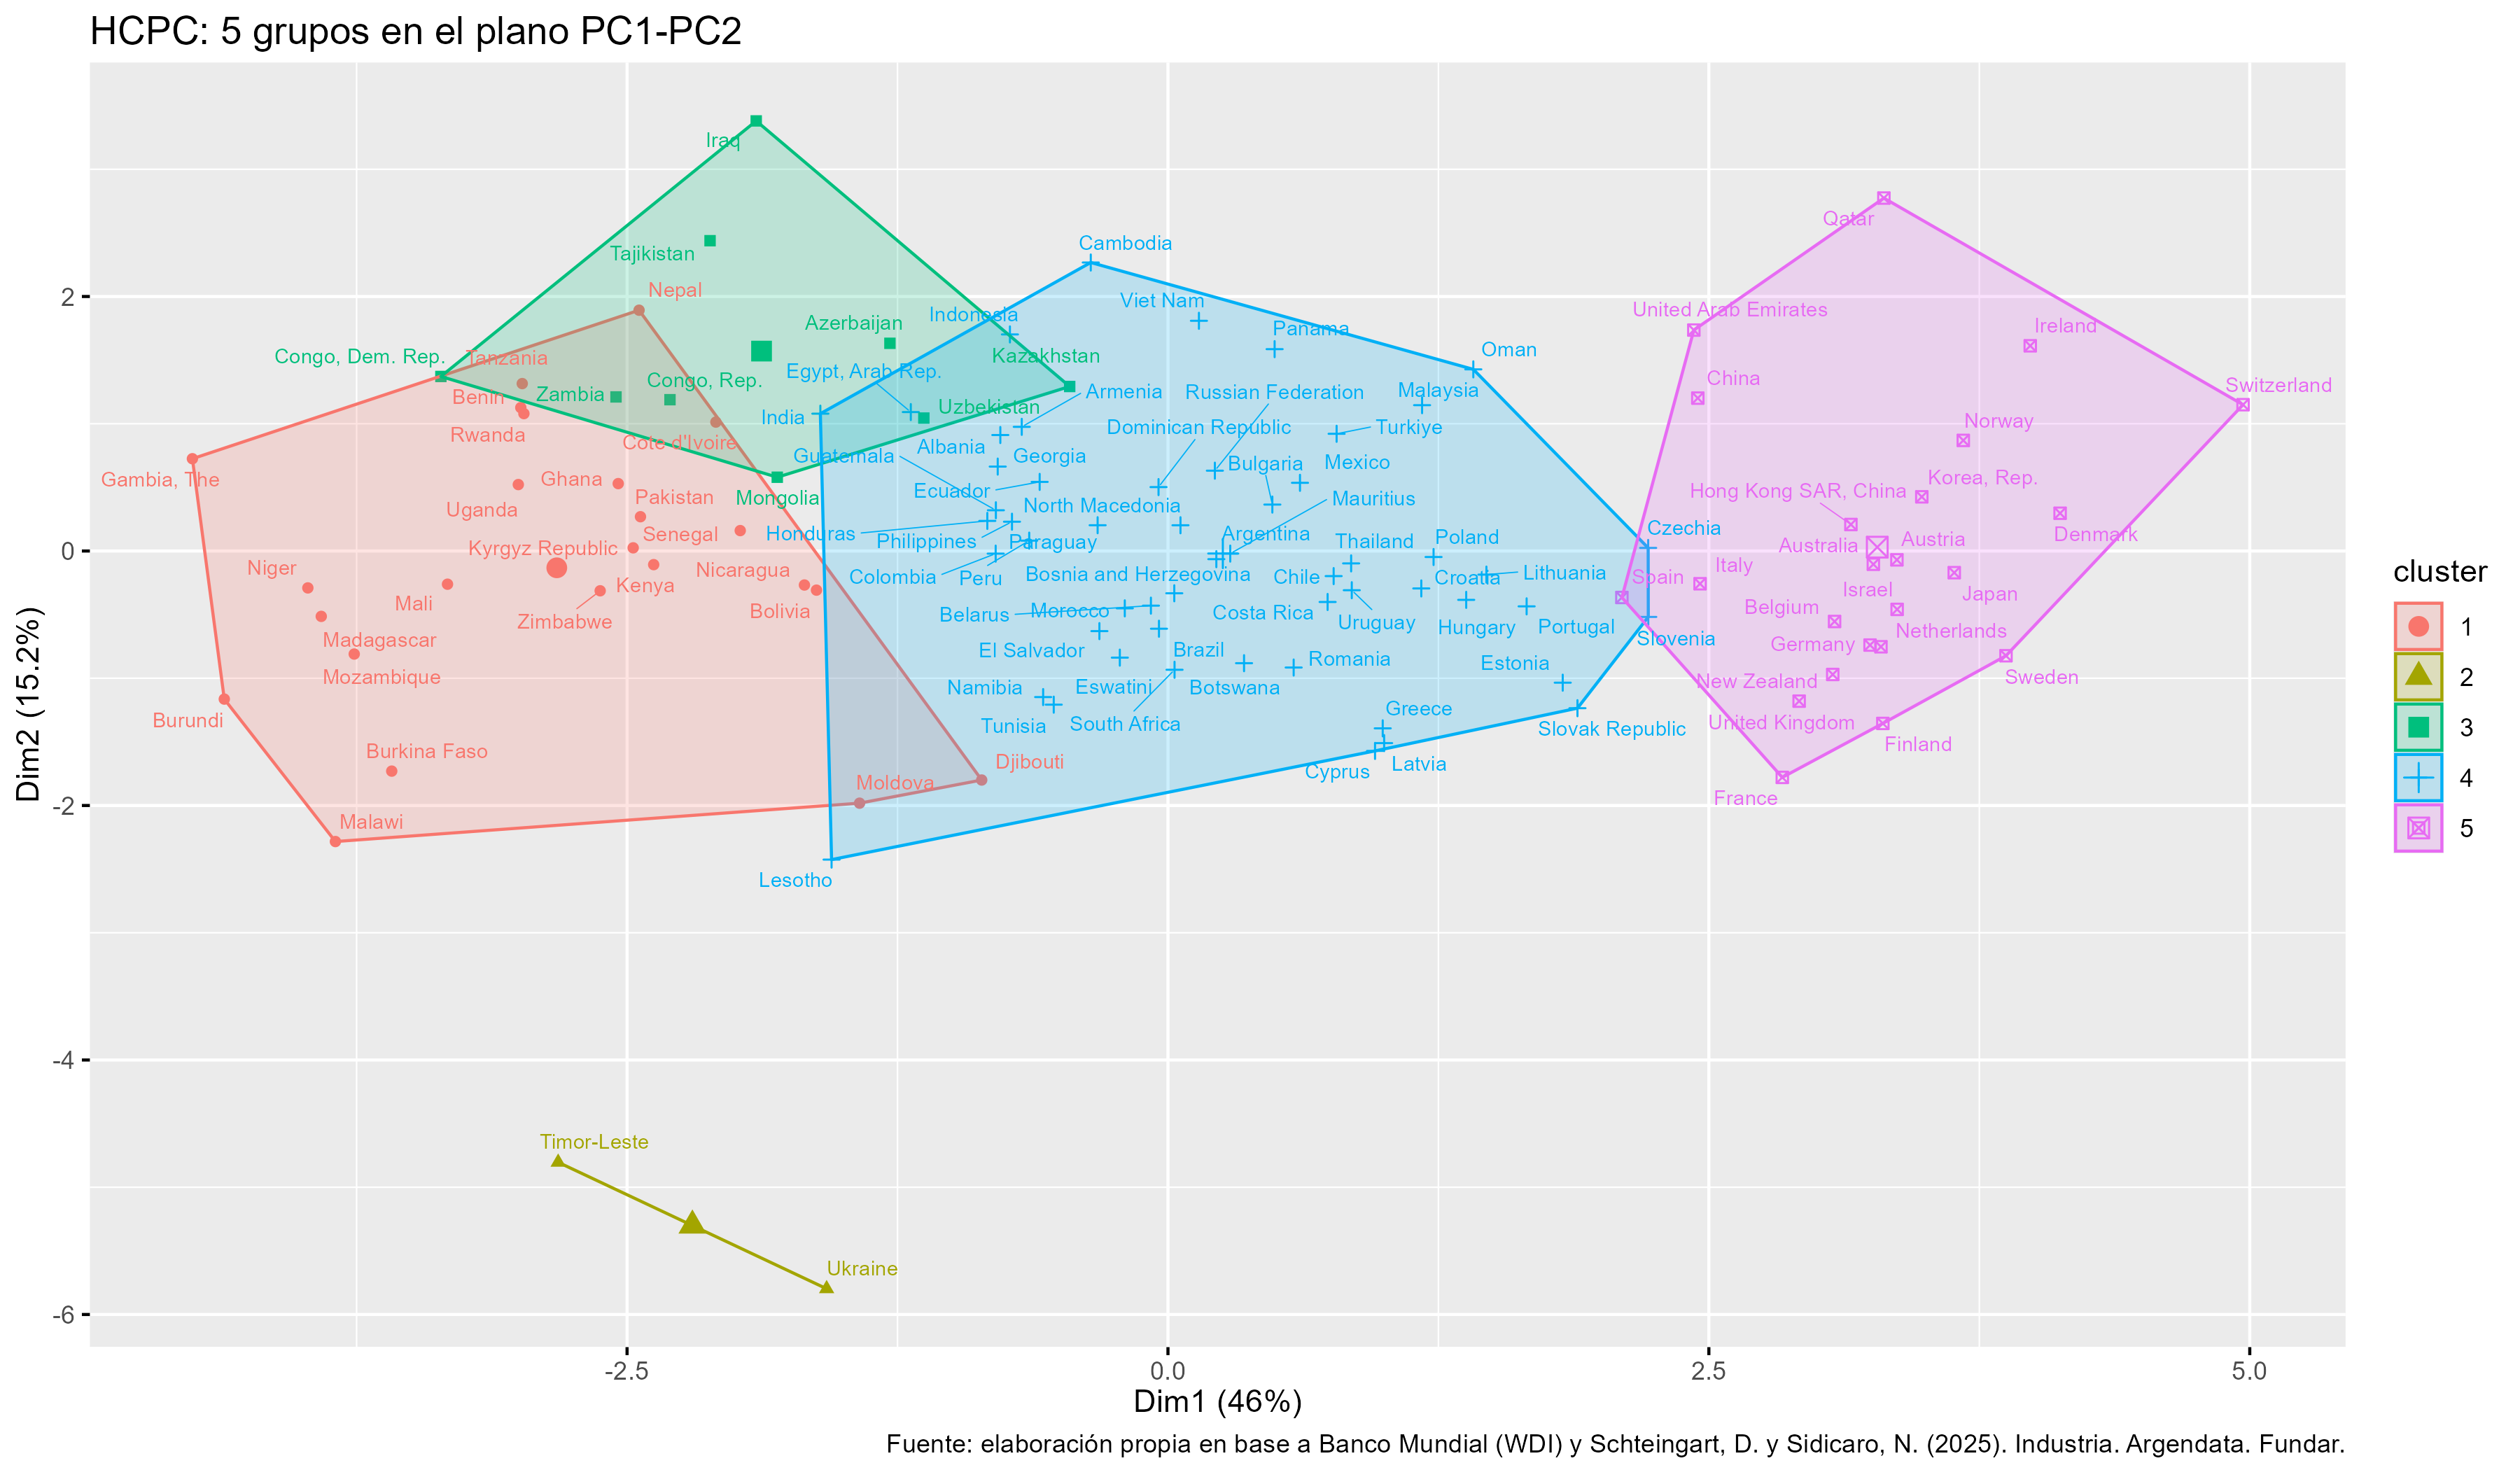 HCPC: 5 grupos en el plano PC1-PC2
Iraq
Qatar
Cambodia
Tajikistan
Nepal
Viet Nam
United Arab Emirates
Indonesia
Azerbaijan
Panama
Ireland
Congo, Dem. Rep.
Tanzania
Kazakhstan
Oman
Egypt, Arab Rep.
Congo, Rep.
China
Switzerland
Zambia
Benin
Armenia
Russian Federation
Malaysia
Uzbekistan
India
Rwanda
Cote d'Ivoire
Albania
Dominican Republic
Turkiye
Norway
Guatemala
Georgia
Bulgaria
Mexico
Gambia, The
Ghana
Pakistan
Mongolia
Ecuador
Mauritius
Hong Kong SAR, China
Korea, Rep.
Uganda
North Macedonia
Senegal
Honduras
Philippines
Paraguay
Argentina
Thailand
Poland
Czechia
Australia
Austria
Denmark
Kyrgyz Republic
Niger
Nicaragua
Colombia
Peru
Bosnia and Herzegovina
Chile
Croatia
Lithuania
Spain
Italy
Kenya
Mali
Zimbabwe
Bolivia
Belarus
Morocco
Costa Rica
Uruguay
Hungary
Portugal
Belgium
Israel
Japan
Madagascar
El Salvador
Brazil
Romania
Estonia
Slovenia
Germany
Netherlands
Mozambique
Namibia
Eswatini
Botswana
New Zealand
Sweden
Burundi
Tunisia
South Africa
Greece
Slovak Republic
United Kingdom
Finland
Burkina Faso
Moldova
Djibouti
Cyprus
Latvia
France
Malawi
Lesotho
Timor-Leste
Ukraine
2
0
-2
-4
-6
Dim2 (15.2%)
-2.5
0.0
2.5
5.0
Dim1 (46%)
cluster
1
2
3
4
5
Fuente: elaboración propia en base a Banco Mundial (WDI) y Schteingart, D. y Sidicaro, N. (2025). Industria. Argendata. Fundar.